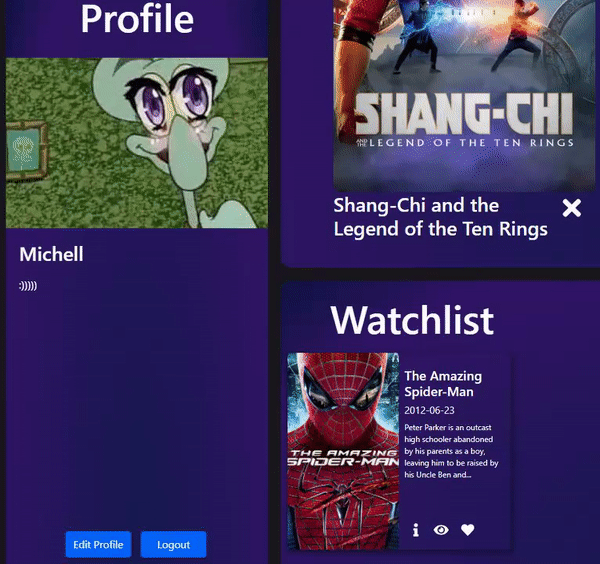 Profile
Michell
:)))))
Edit Profile
Logout
SHANG-CHI
AND THE LEGEND OF THE TEN RINGS
Shang-Chi and the
Legend of the Ten Rings
Watchlist
THE AMAZING
SPIDER-MAN
The Amazing
Spider-Man
2012-06-23
Peter Parker is an outcast
high schooler abandoned
by his parents as a boy,
leaving him to be raised by
his Uncle Ben and...